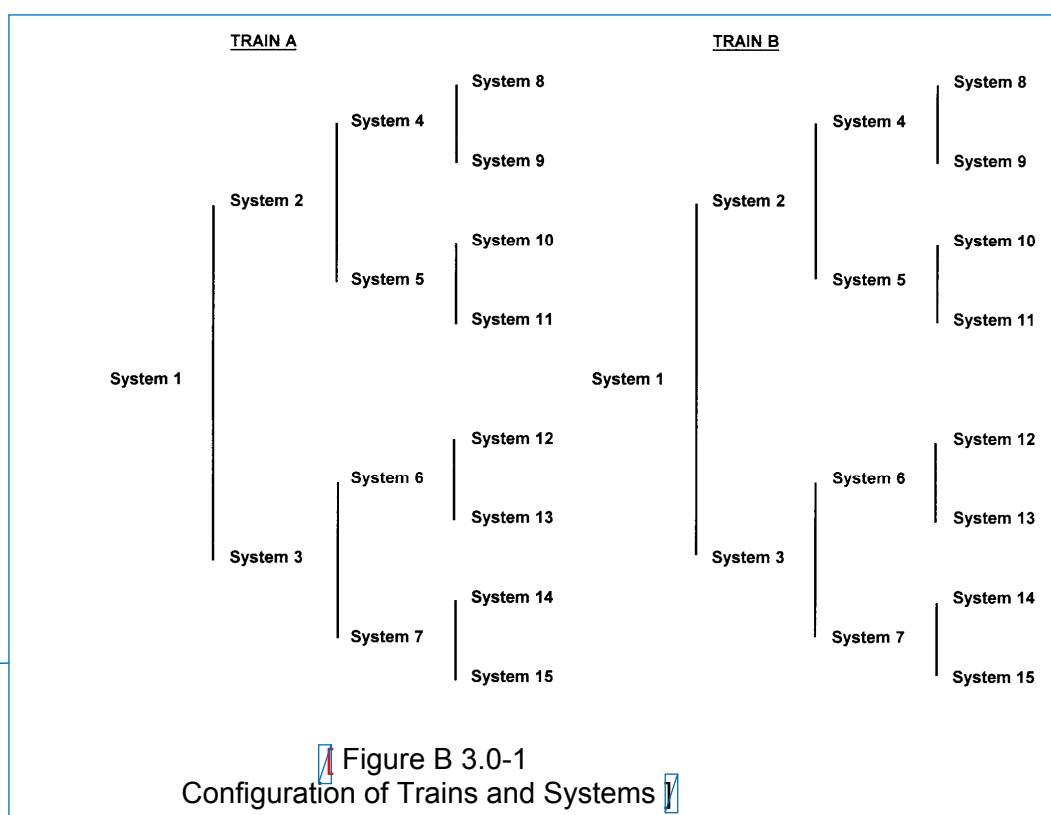 TRAIN A
System 8
System 4
System 9
System 2
System 10
System 5
System 11
System 1
System 12
System 6
System 13
System 3
System 14
System 7
System 15
TRAIN B
System 8
System 4
System 9
System 2
System 10
System 5
System 11
System 1
System 12
System 6
System 13
System 3
System 14
System 7
System 15
[ Figure B 3.0-1
Configuration of Trains and Systems ]